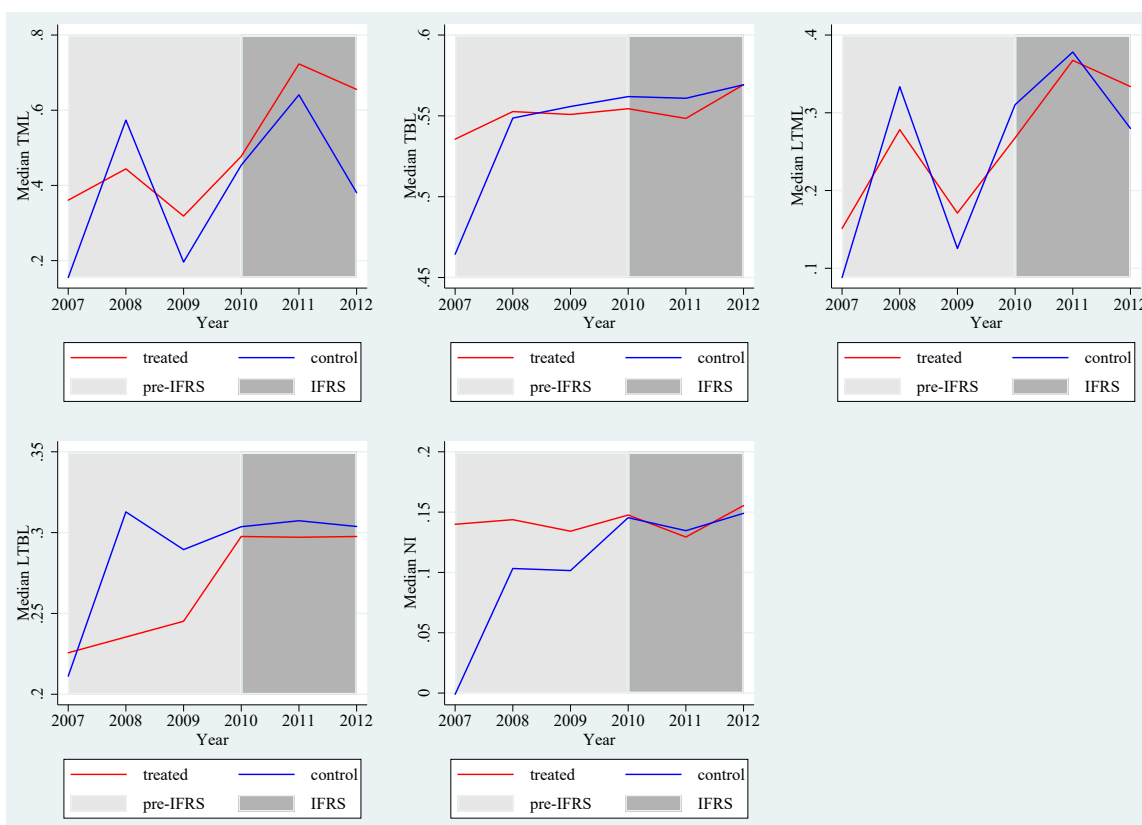 Median TML
.8
.6
.4
.2
2007 2008 2009 2010 2011 2012
Year
treated control
pre-IFRS IFRS
Median TBL
.6
.55
.5
.45
2007 2008 2009 2010 2011 2012
Year
treated control
pre-IFRS IFRS
Median LTML
.4
.3
.2
.1
2007 2008 2009 2010 2011 2012
Year
treated control
pre-IFRS IFRS
Median LTBL
.35
.3
.25
.2
2007 2008 2009 2010 2011 2012
Year
treated control
pre-IFRS IFRS
Median NI
.2
.15
.1
.05
0
2007 2008 2009 2010 2011 2012
Year
treated control
pre-IFRS IFRS